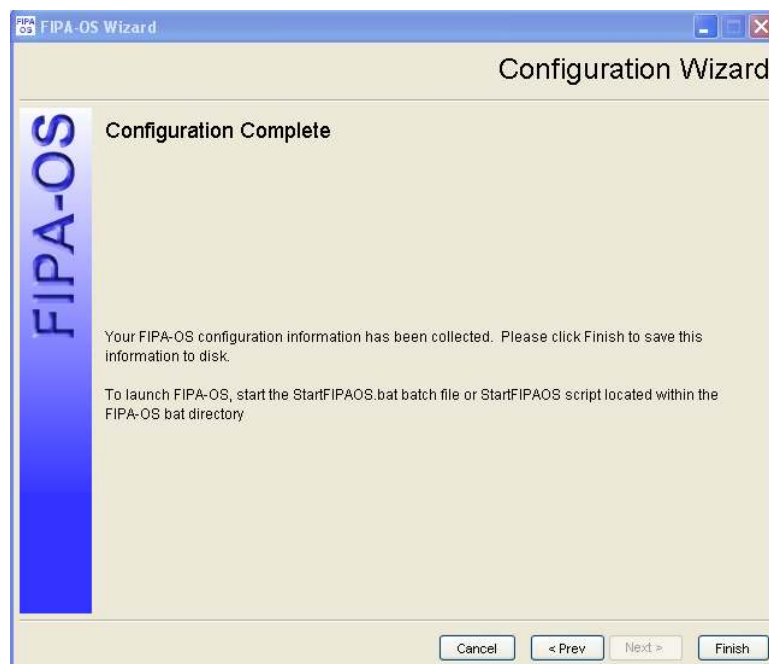 FIPA
OS
FIPA-OS Wizard
Configuration Wizard
FIPA-OS
Configuration Complete
Your FIPA-OS configuration information has been collected. Please click Finish to save this
information to disk.
To launch FIPA-OS, start the StartFIPAOS.bat batch file or StartFIPAOS script located within the
FIPA-OS bat directory
Cancel
< Prev
Next >
Finish